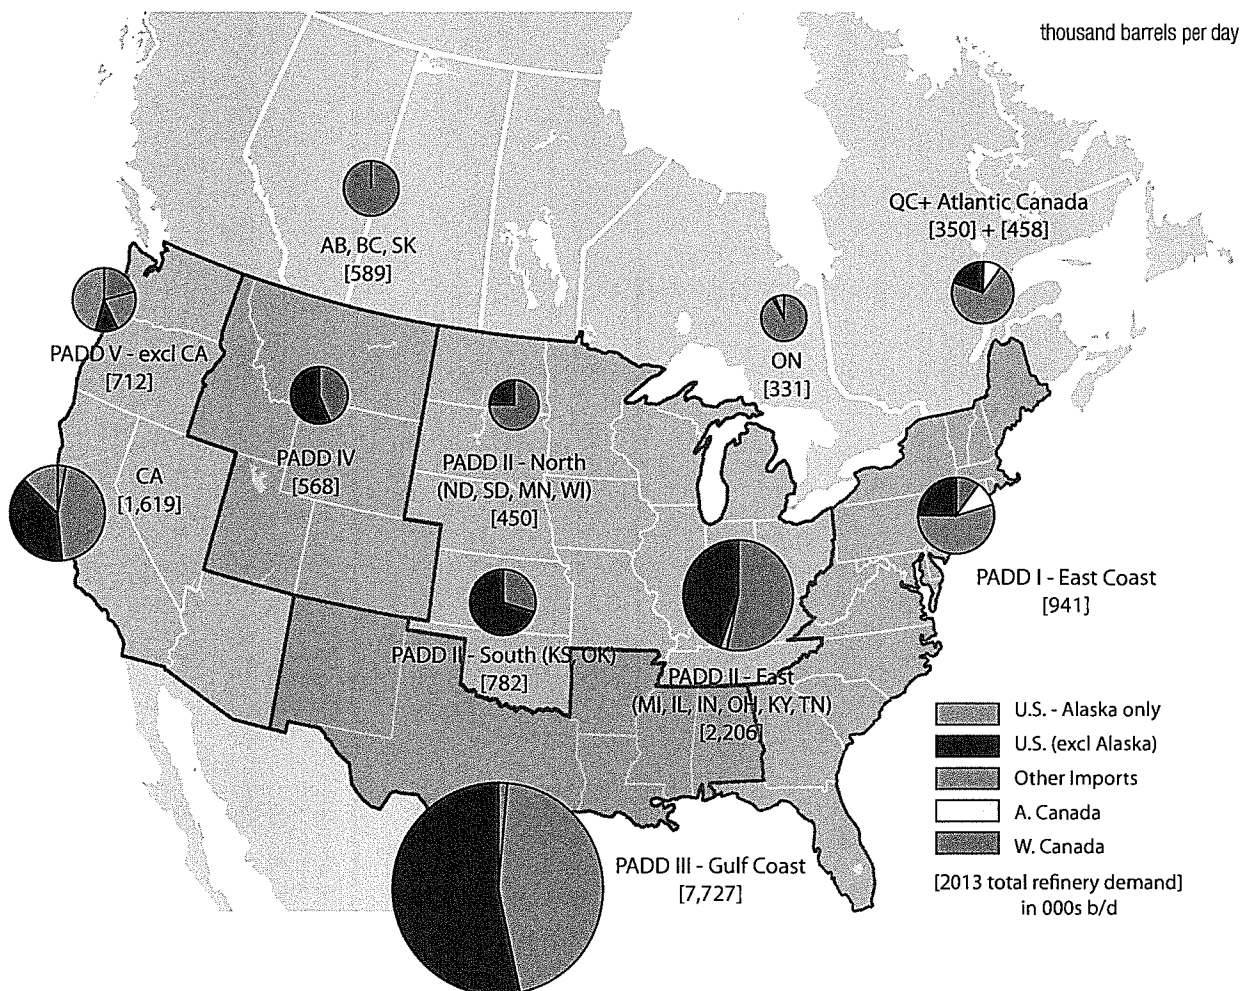 thousand barrels per day
QC+ Atlantic Canada
[350] + [458]
AB, BC, SK
[589]
ON
[331]
PADD V - excl CA
[712]
PADD IV
[568]
PADD II - North
(ND, SD, MN, WI)
[450]
CA
[1,619]
PADD I - East Coast
[941]
PADD II - South (KS, OK)
[782]
PADD II - East
(MI, IL, IN, OH, KY, TN)
[2,206]
PADD III - Gulf Coast
[7,727]
U.S. - Alaska only
U.S. (excl Alaska)
Other Imports
A. Canada
W. Canada
[2013 total refinery demand]
in 000s b/d